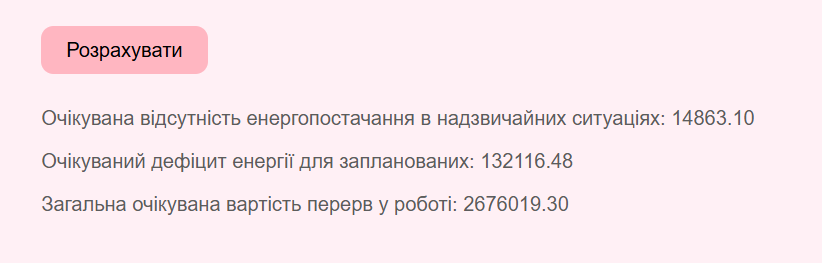 Розрахувати
Очікувана відсутність енергопостачання в надзвичайних ситуаціях: 14863.10
Очікуваний дефіцит енергії для запланованих: 132116.48
Загальна очікувана вартість перерв у роботі: 2676019.30